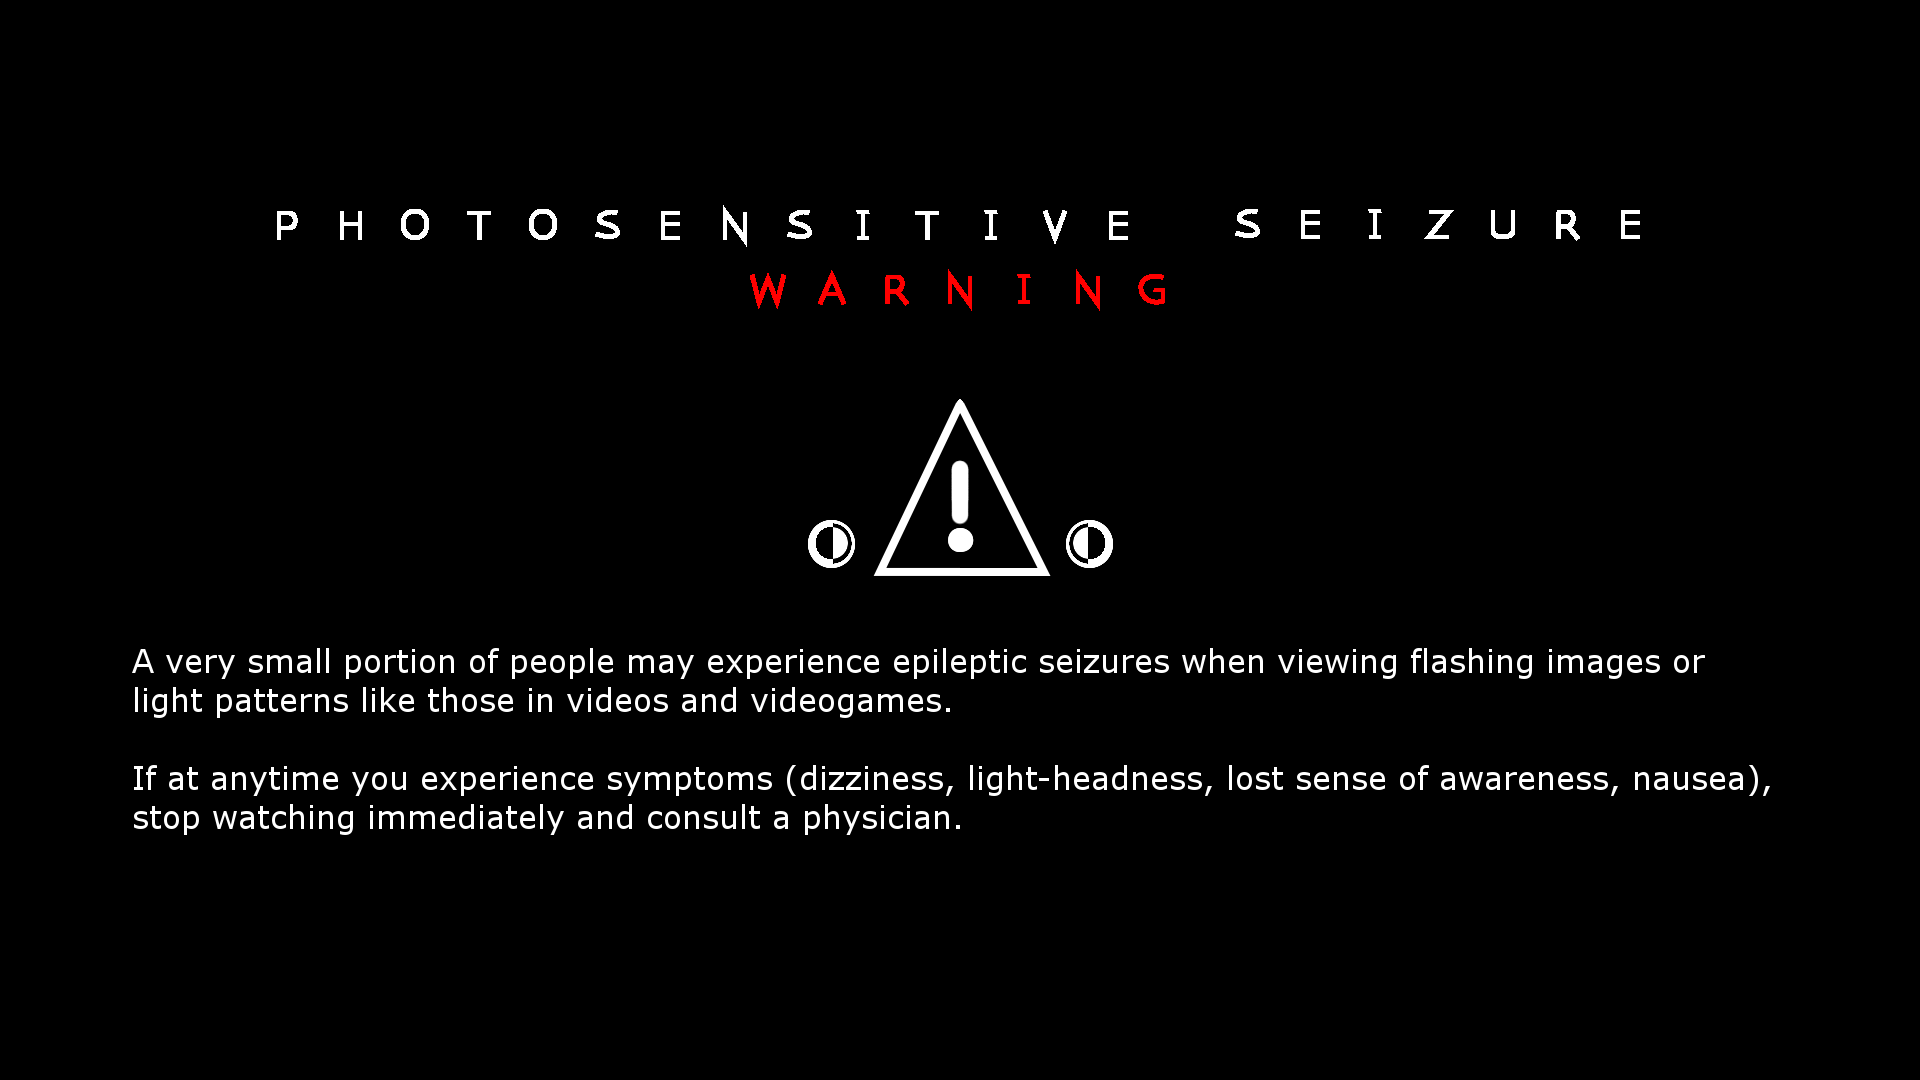 PHOTOSENSITIVE SEIZURE
WARNING
!
A very small portion of people may experience epileptic seizures when viewing flashing images or
light patterns like those in videos and videogames.
If at anytime you experience symptoms (dizziness, light-headness, lost sense of awareness, nausea),
stop watching immediately and consult a physician.